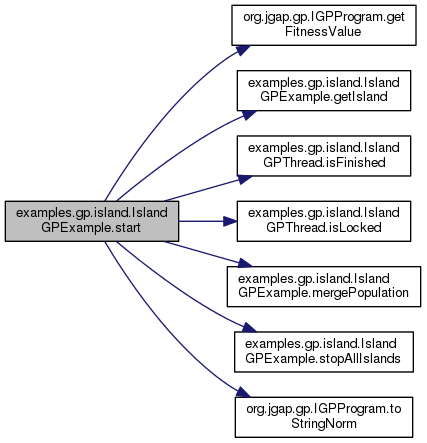 org.jgap.gp.IGPProgram.get
FitnessValue
examples.gp.island.Island
GPExample.getIsland
examples.gp.island.Island
GPThread.isFinished
examples.gp.island.Island
GPExample.start
examples.gp.island.Island
GPThread.isLocked
examples.gp.island.Island
GPExample.mergePopulation
examples.gp.island.Island
GPExample.stopAllIslands
org.jgap.gp.IGPProgram.to
StringNorm